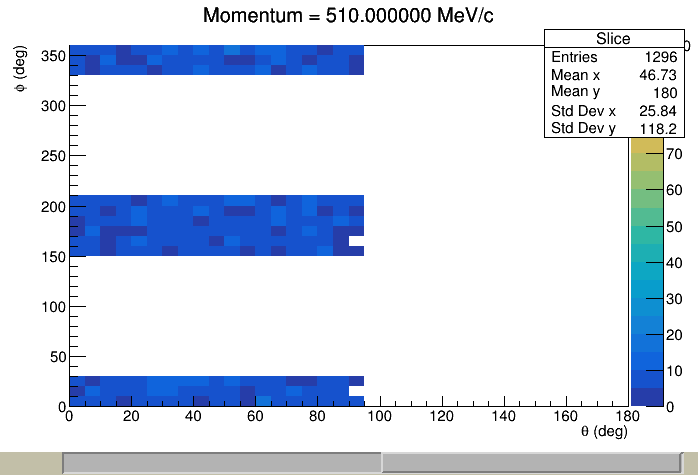 Momentum = 510.000000 MeV/c
Slice
Entries 1296
Mean x 46.73
Mean y 180
Std Dev x 25.84
Std Dev y 118.2
φ (deg)
350
300
250
200
150
100
50
0
0 20 40 60 80 100 120 140 160 180
θ (deg)
70
60
50
40
30
20
10
0